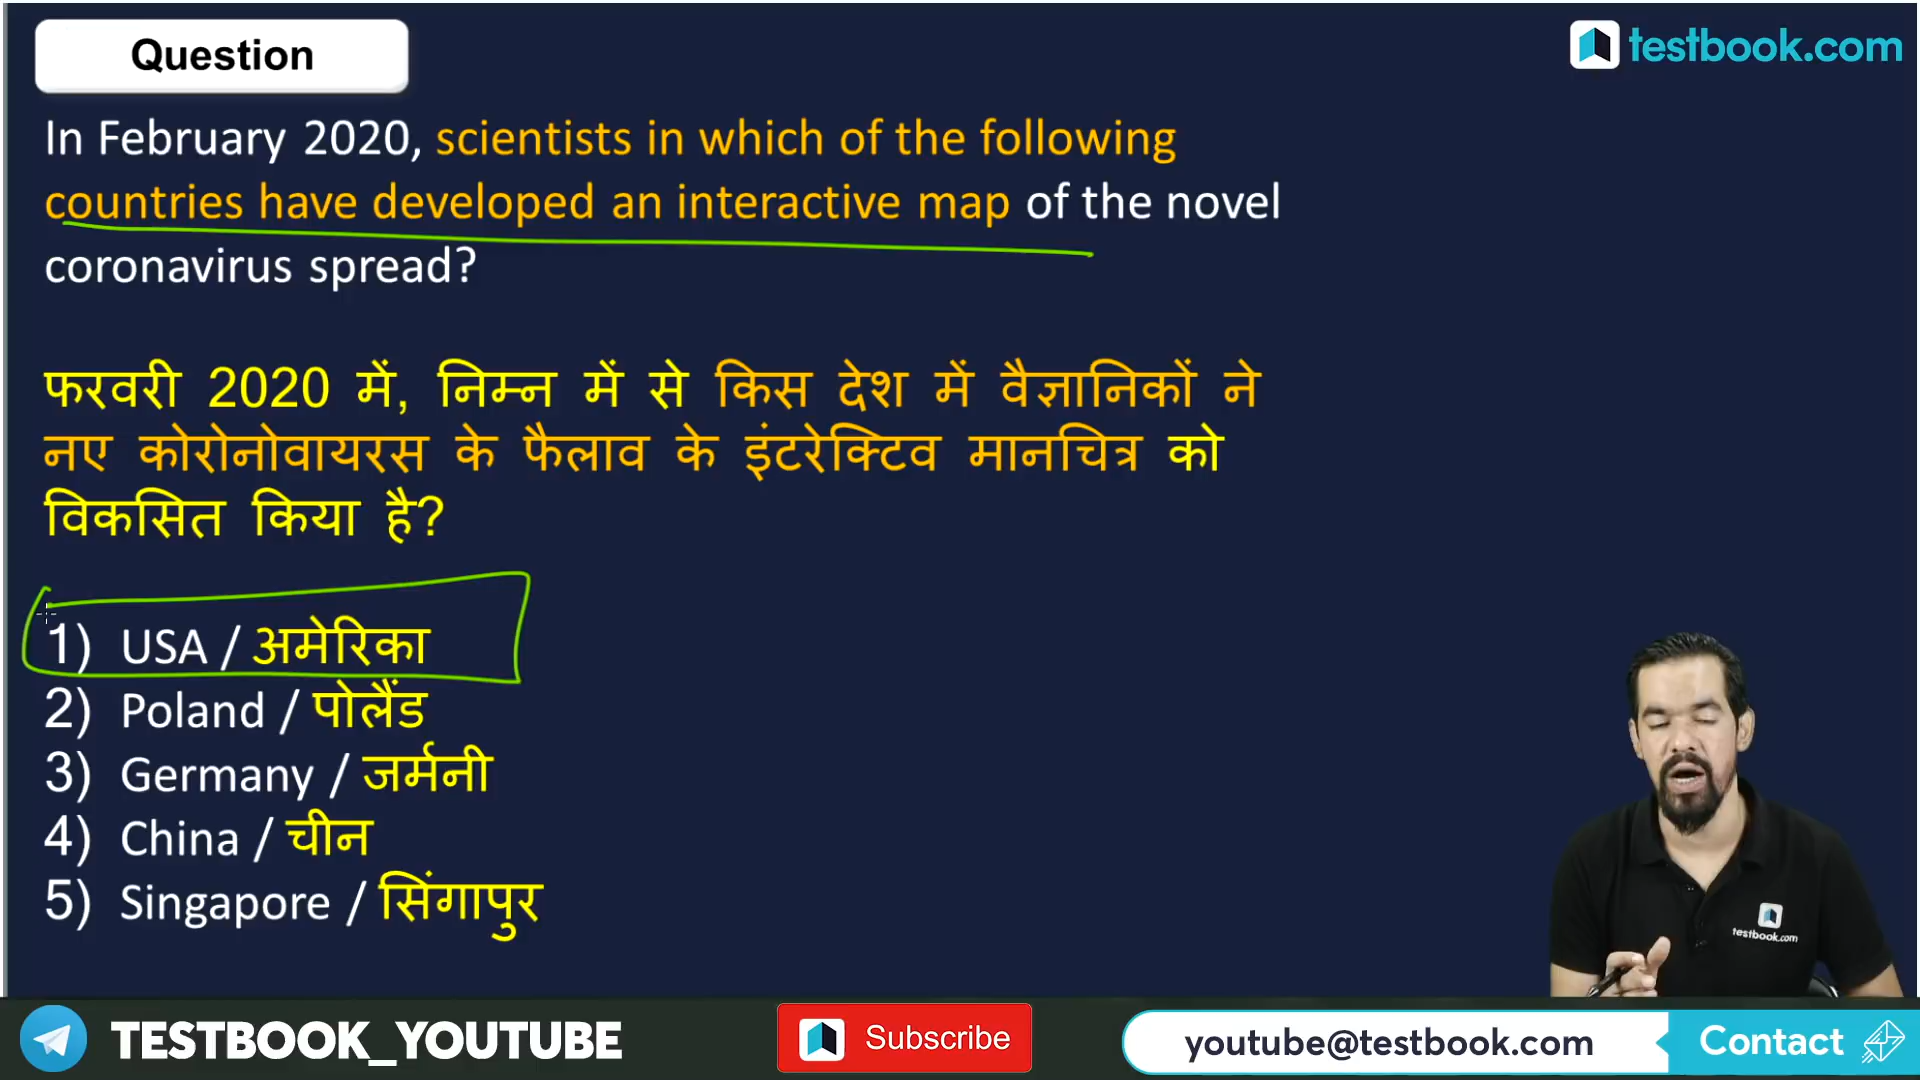 Question
testbook.com
In February 2020, scientists in which of the following
countries have developed an interactive map of the novel
coronavirus spread?
फरवरी 2020 में, निम्न में से किस देश में वैज्ञानिकों ने
नए कोरोनोवायरस के फैलाव के इंटरेक्टिव मानचित्र को
विकसित किया है?
1) USA / अमेरिका
2) Poland / पोलैंड
3) Germany / जर्मनी
4) China / चीन
5) Singapore / सिंगापुर
testbook.com
TESTBOOK_YOUTUBE
Subscribe
youtube@testbook.com
Contact